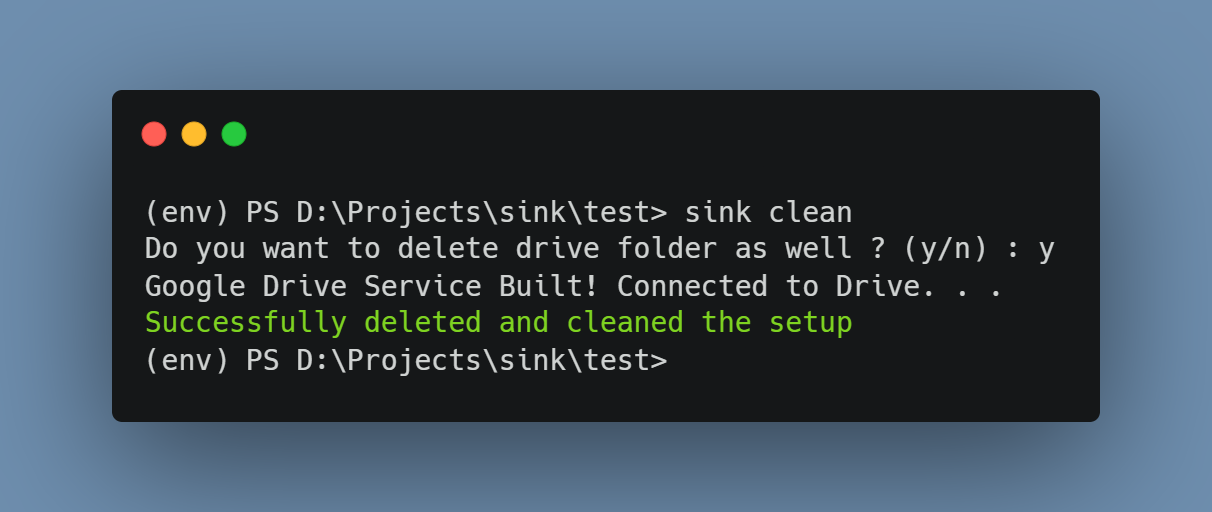 (env) PS D:\Projects\sink\test> sink clean
Do you want to delete drive folder as well ? (y/n) : y
Google Drive Service Built! Connected to Drive. . .
Successfully deleted and cleaned the setup
(env) PS D:\Projects\sink\test>